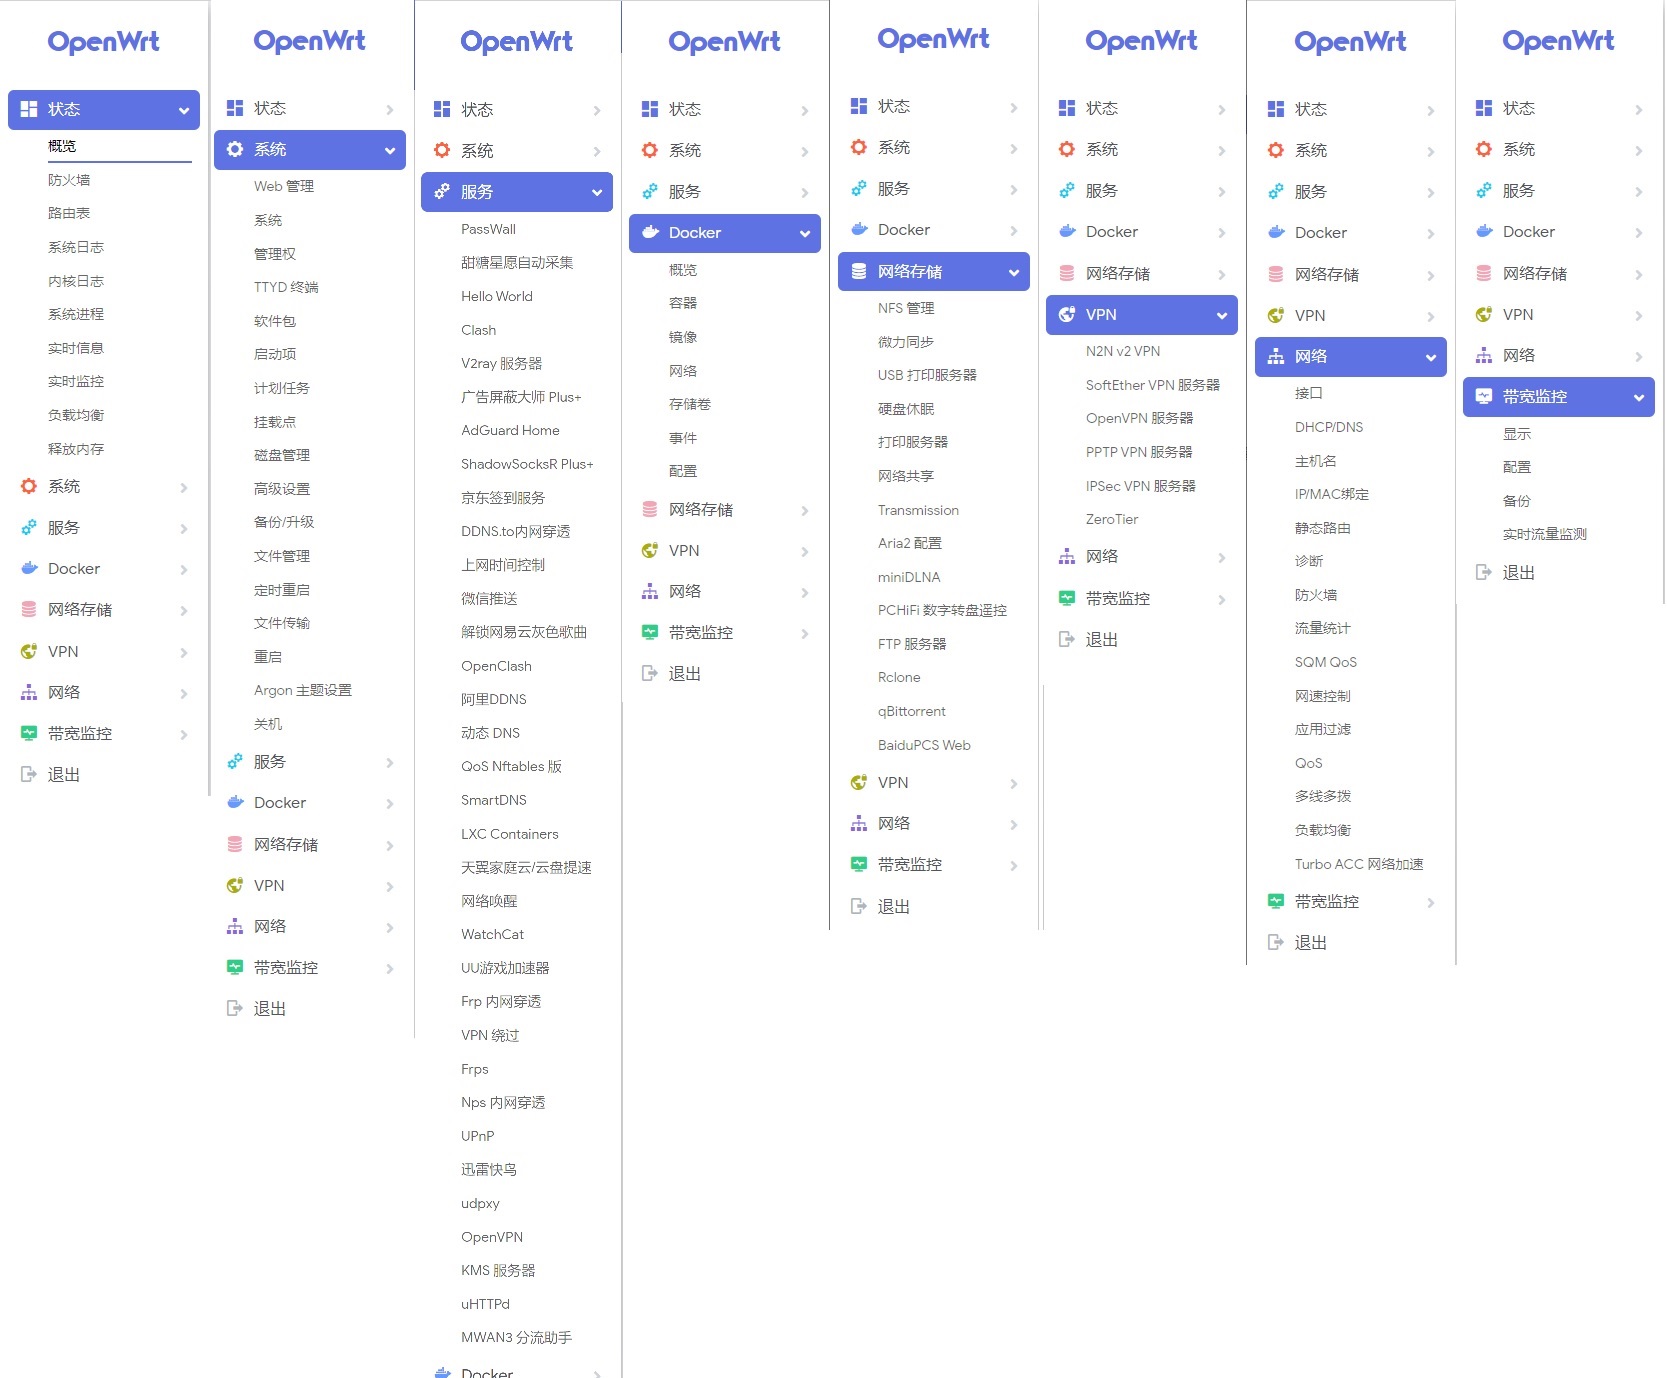 OpenWrt
状态
概览
防火墙
路由表
系统日志
内核日志
系统进程
实时信息
实时监控
负载均衡
释放内存
系统
服务
Docker
网络存储
VPN
网络
带宽监控
退出
OpenWrt
状态
系统
Web 管理
系统
管理权
TTYD 终端
软件包
启动项
计划任务
挂载点
磁盘管理
高级设置
备份/升级
文件管理
定时重启
文件传输
重启
Argon 主题设置
关机
服务
Docker
网络存储
VPN
网络
带宽监控
退出
OpenWrt
状态
系统
服务
PassWall
甜糖星愿自动采集
Hello World
Clash
V2ray 服务器
广告屏蔽大师 Plus+
AdGuard Home
ShadowSocksR Plus+
京东签到服务
DDNS.to内网穿透
上网时间控制
微信推送
解锁网易云灰色歌曲
OpenClash
阿里DDNS
动态 DNS
QoS Nftables 版
SmartDNS
LXC Containers
天翼家庭云/云盘提速
网络唤醒
WatchCat
UU游戏加速器
Frp 内网穿透
VPN 绕过
Frps
Nps 内网穿透
UPnP
迅雷快鸟
udpxy
OpenVPN
KMS 服务器
uHTTPd
MWAN3 分流助手
Docker
OpenWrt
状态
系统
服务
Docker
概览
容器
镜像
网络
存储卷
事件
配置
网络存储
VPN
网络
带宽监控
退出
OpenWrt
状态
系统
服务
Docker
网络存储
NFS 管理
微力同步
USB 打印服务器
硬盘休眠
打印服务器
网络共享
Transmission
Aria2 配置
miniDLNA
PCHiFi 数字转盘遥控
FTP 服务器
Rclone
qBittorrent
BaiduPCS Web
VPN
网络
带宽监控
退出
OpenWrt
状态
系统
服务
Docker
网络存储
VPN
N2N v2 VPN
SoftEther VPN 服务器
OpenVPN 服务器
PPTP VPN 服务器
IPSec VPN 服务器
ZeroTier
网络
带宽监控
退出
OpenWrt
状态
系统
服务
Docker
网络存储
VPN
网络
接口
DHCP/DNS
主机名
IP/MAC绑定
静态路由
诊断
防火墙
流量统计
SQM QoS
网速控制
应用过滤
QoS
多线多拨
负载均衡
Turbo ACC 网络加速
带宽监控
退出
OpenWrt
状态
系统
服务
Docker
网络存储
VPN
网络
带宽监控
显示
配置
备份
实时流量监测
退出